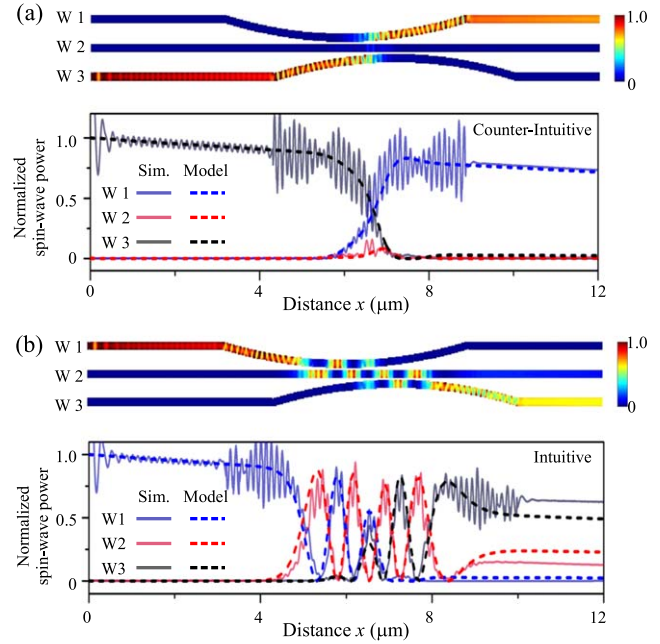 (a)
W 1
W 2
W 3
1.0
0
Normalized
spin-wave power
1.0
0.5
0
Counter-Intuitive
Sim. Model
W 1
W 2
W 3
0 4 6 8 12
Distance x (μm)
(b)
W 1
W 2
W 3
1.0
0
Normalized
spin-wave power
1.0
0.5
0
Intuitive
Sim. Model
W1
W2
W3
0 4 6 8 12
Distance x (μm)